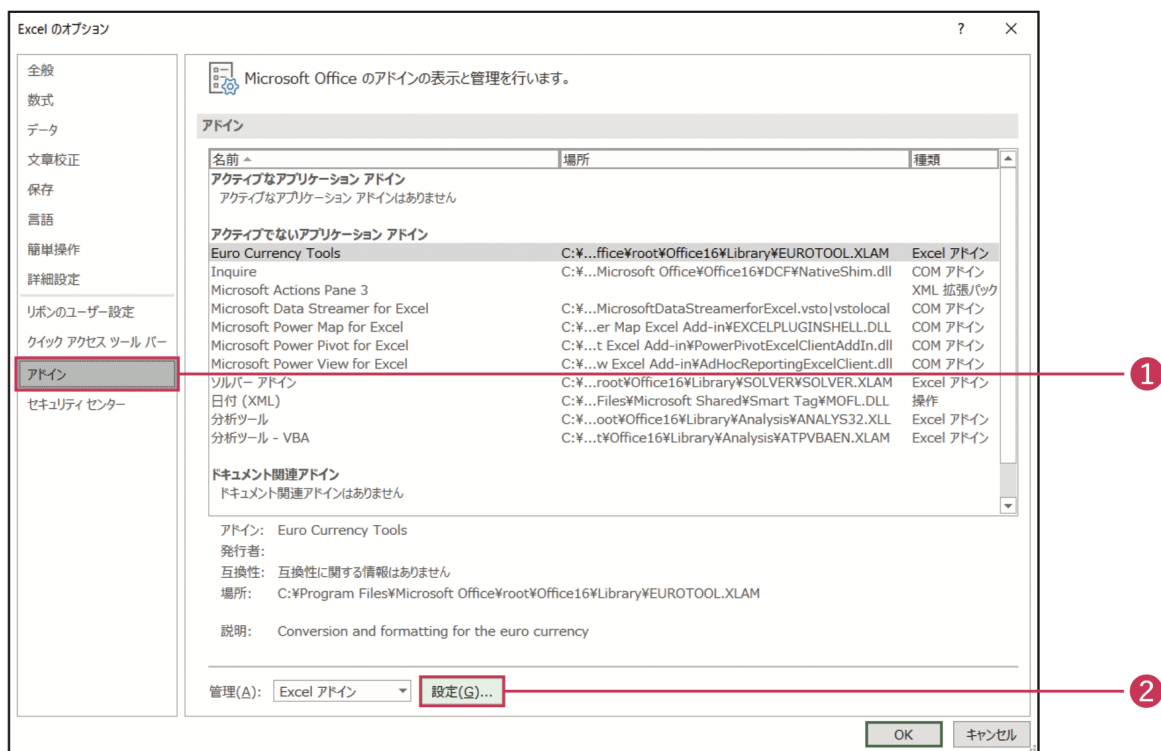 Excel のオプション
? ×
全般
数式
データ
文章校正
保存
言語
簡単操作
詳細設定
リボンのユーザー設定
クイック アクセス ツール バー
アドイン
セキュリティ センター
Microsoft Office のアドインの表示と管理を行います。
アドイン
名前 場所 種類
アクティブなアプリケーション アドイン
アクティブなアプリケーション アドインはありません
アクティブでないアプリケーション アドイン
Euro Currency Tools C:¥...ffice¥root¥Office16¥Library¥EUROTOOL.XLAM Excel アドイン
Inquire C:¥...Microsoft Office¥Office16¥DCF¥NativeShim.dll COM アドイン
Microsoft Actions Pane 3 XML 拡張パック
Microsoft Data Streamer for Excel C:¥...MicrosoftDataStreamerforExcel.vsto|vstolocal COM アドイン
Microsoft Power Map for Excel C:¥...er Map Excel Add-in¥EXCELPLUGINSHELL.DLL COM アドイン
Microsoft Power Pivot for Excel C:¥...t Excel Add-in¥PowerPivotExcelClientAddIn.dll COM アドイン
Microsoft Power View for Excel C:¥...w Excel Add-in¥AdHocReportingExcelClient.dll COM アドイン
ソルバー アドイン C:¥...root¥Office16¥Library¥SOLVER¥SOLVER.XLAM Excel アドイン
日付 (XML) C:¥...Files¥Microsoft Shared¥Smart Tag¥MOFL.DLL 操作
分析ツール C:¥...oot¥Office16¥Library¥Analysis¥ANALYS32.XLL Excel アドイン
分析ツール - VBA C:¥...t¥Office16¥Library¥Analysis¥ATPVBAEN.XLAM Excel アドイン
ドキュメント関連アドイン
ドキュメント関連アドインはありません
アドイン: Euro Currency Tools
発行者:
互換性: 互換性に関する情報はありません
場所: C:¥Program Files¥Microsoft Office¥root¥Office16¥Library¥EUROTOOL.XLAM
説明: Conversion and formatting for the euro currency
管理(A): Excel アドイン 設定(G)...
OK キャンセル
1
2